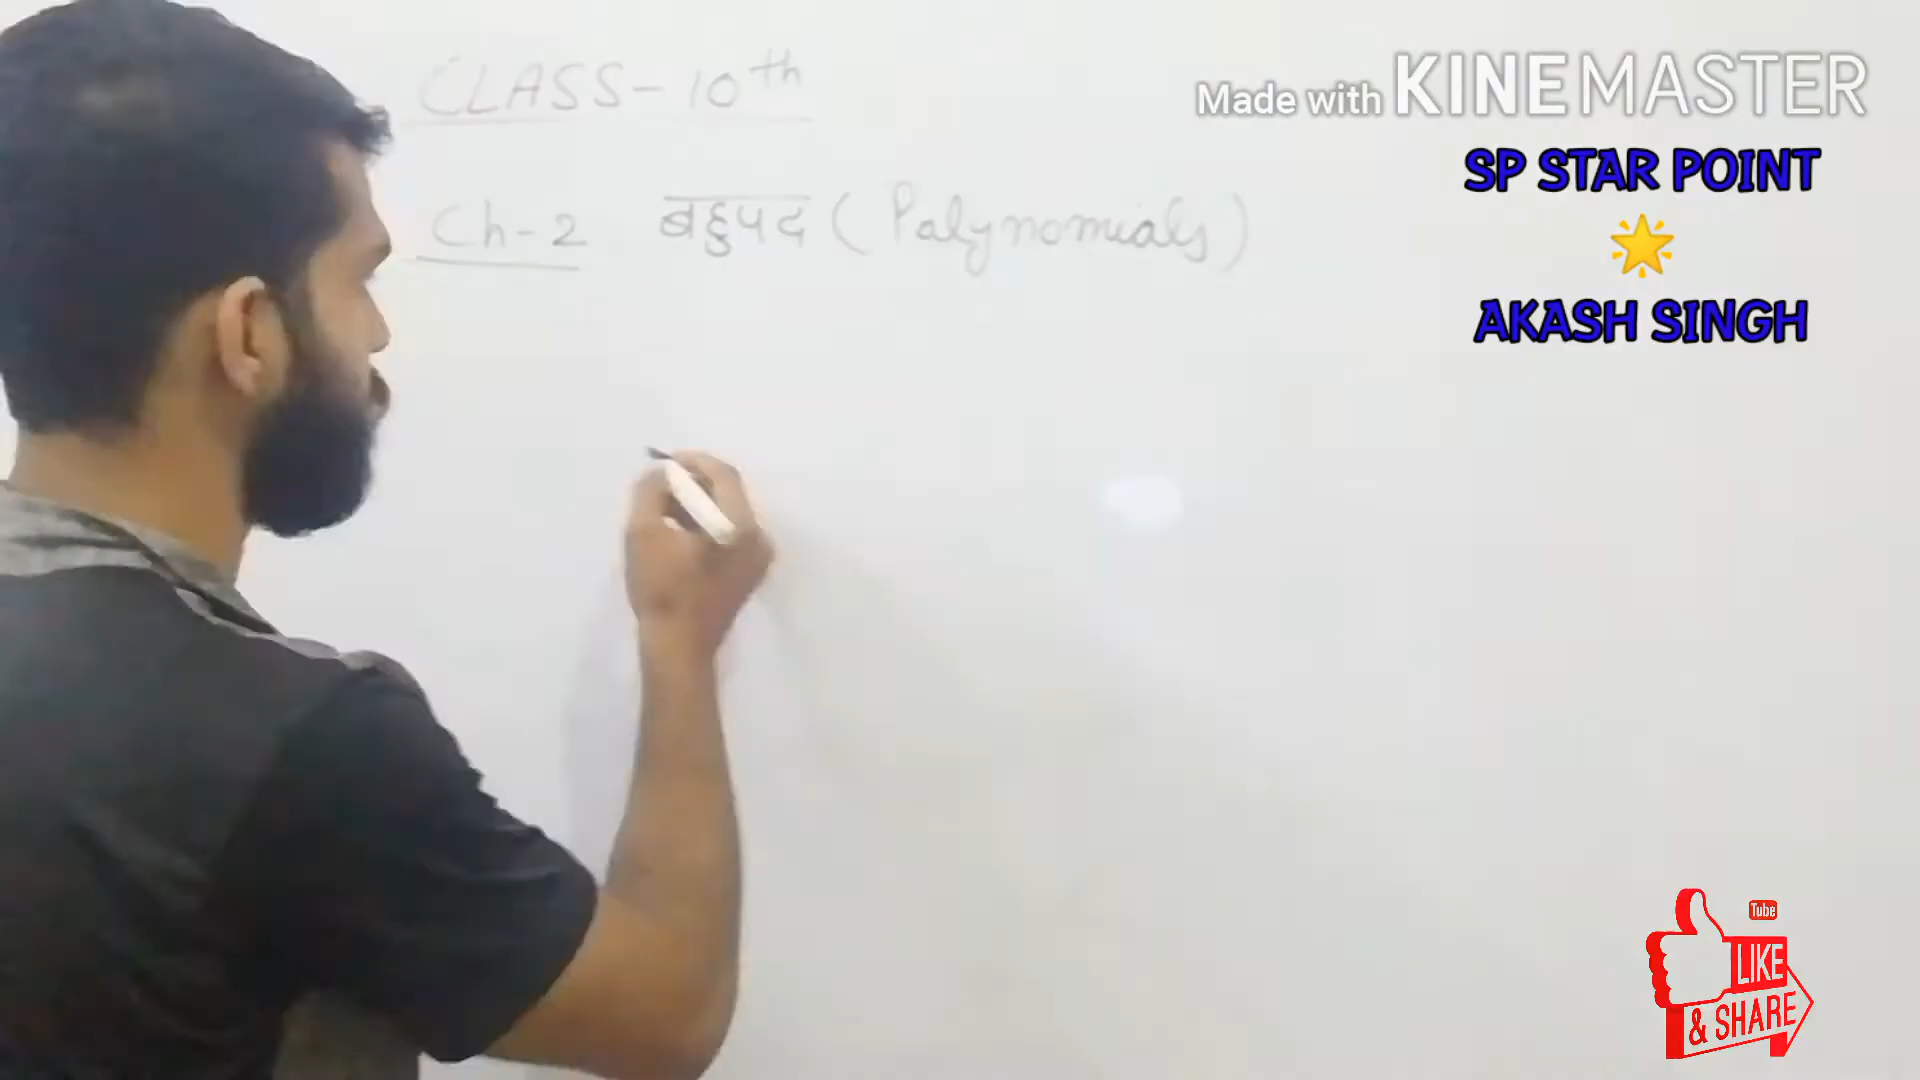 CLASS-10th
Ch-2 बहुपद (Polynomials)
Made with KINEMASTER
SP STAR POINT
AKASH SINGH
Tube
LIKE
& SHARE